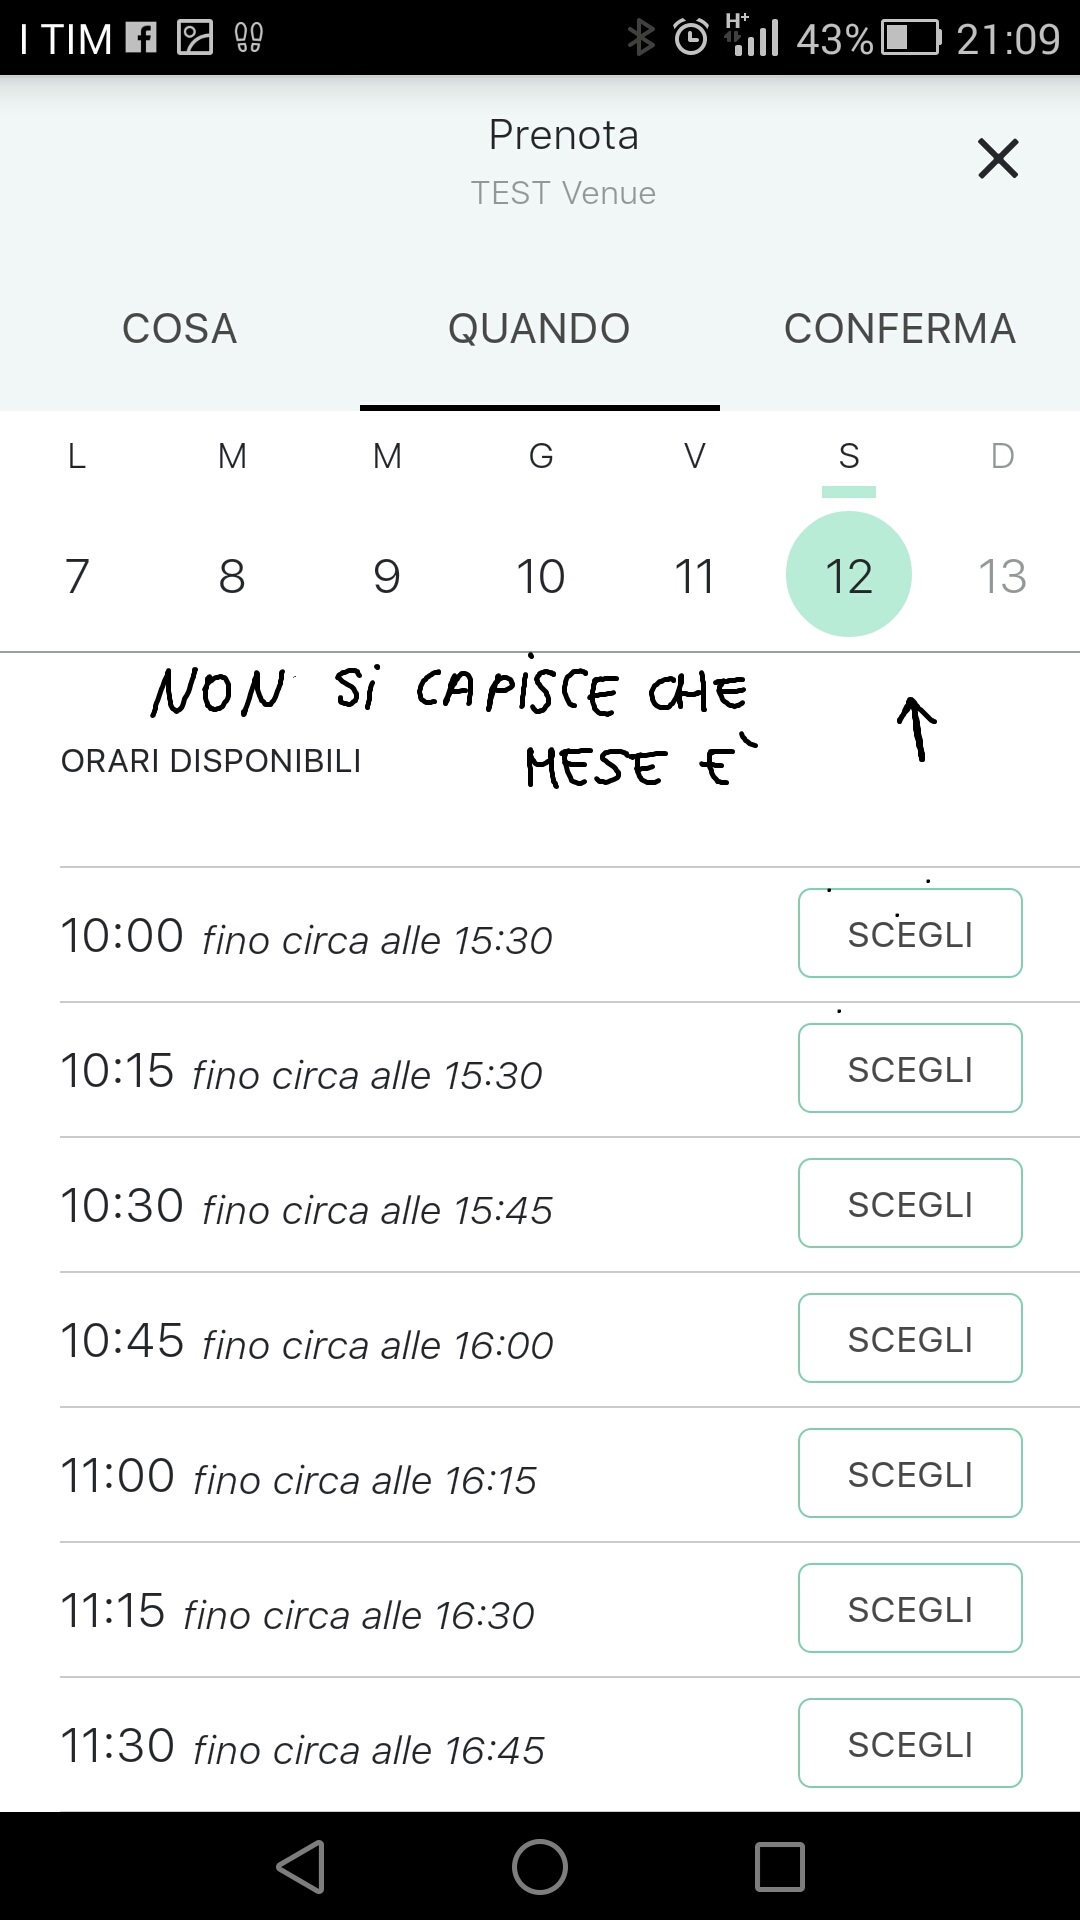 I TIM H+ 43% 21:09
Prenota
TEST Venue
COSA QUANDO CONFERMA
L M M G V S D
7 8 9 10 11 12 13
NON Si CAPiSCE CHE
MESE E`
ORARI DISPONIBILI
10:00 fino circa alle 15:30 SCEGLI
10:15 fino circa alle 15:30 SCEGLI
10:30 fino circa alle 15:45 SCEGLI
10:45 fino circa alle 16:00 SCEGLI
11:00 fino circa alle 16:15 SCEGLI
11:15 fino circa alle 16:30 SCEGLI
11:30 fino circa alle 16:45 SCEGLI